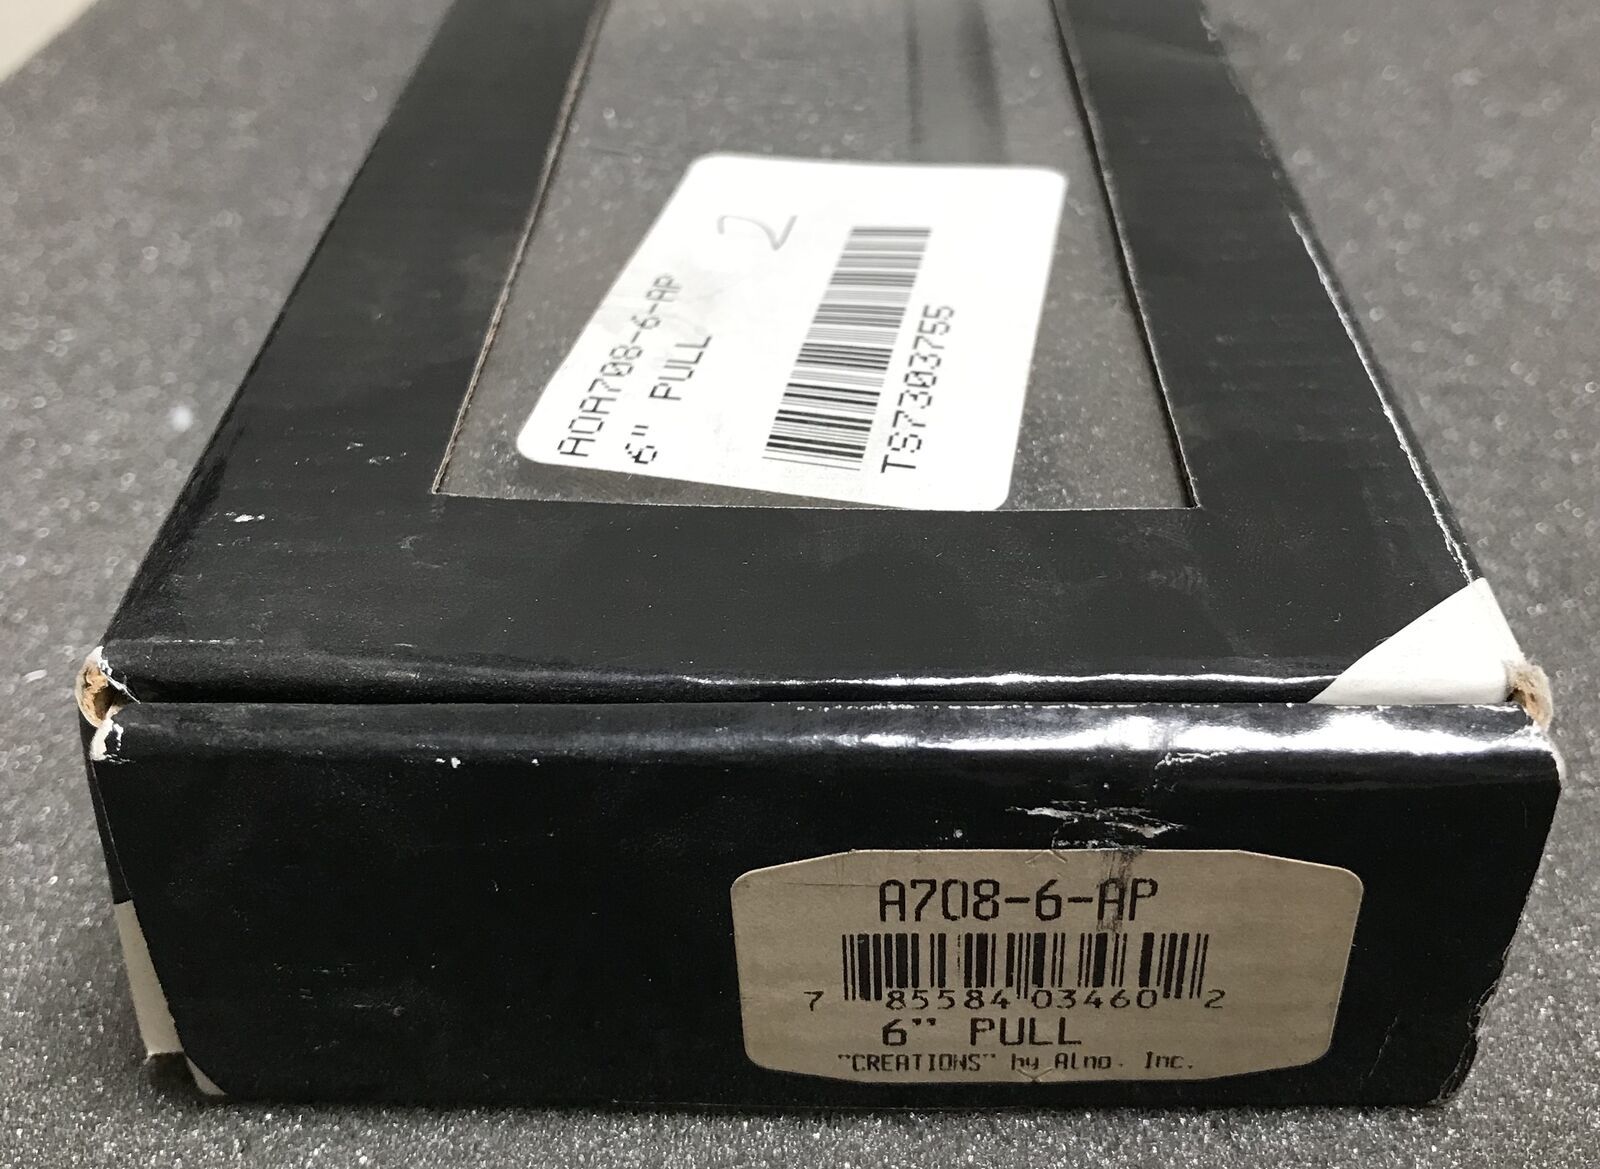 2
AOA708-6-AP
6" PULL
TS7303755
A708-6-AP
7 85584 03460 2
6" PULL
"CREATIONS" by Alno, Inc.